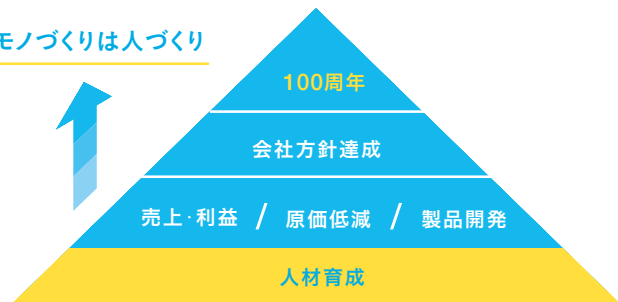 モノづくりは人づくり
100周年
会社方針達成
売上・利益 / 原価低減 / 製品開発
人材育成